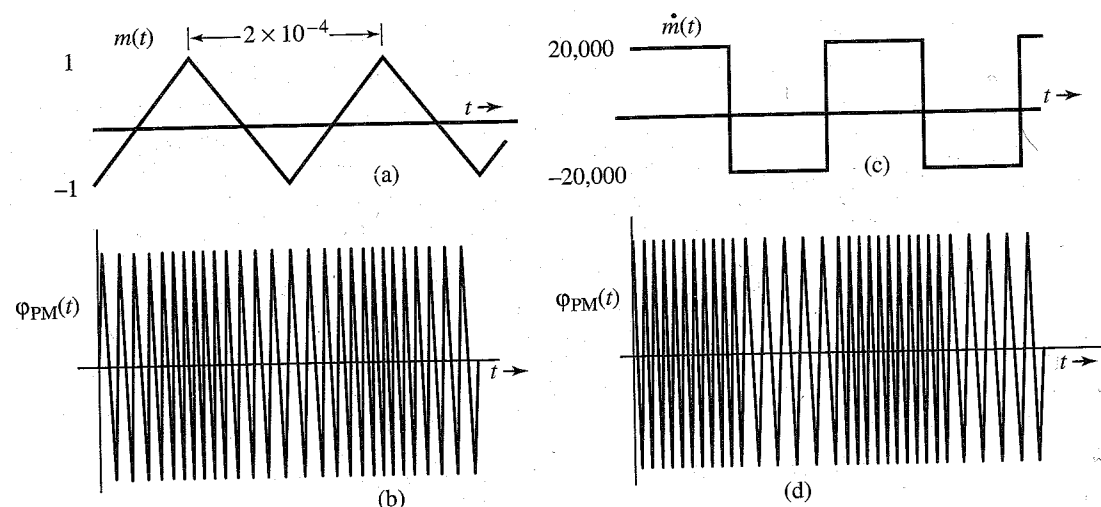 m(t)
2 × 10⁻⁴
1
t →
−1
(a)
φPM(t)
t →
(b)
ṁ(t)
20,000
t →
−20,000
(c)
φPM(t)
t →
(d)